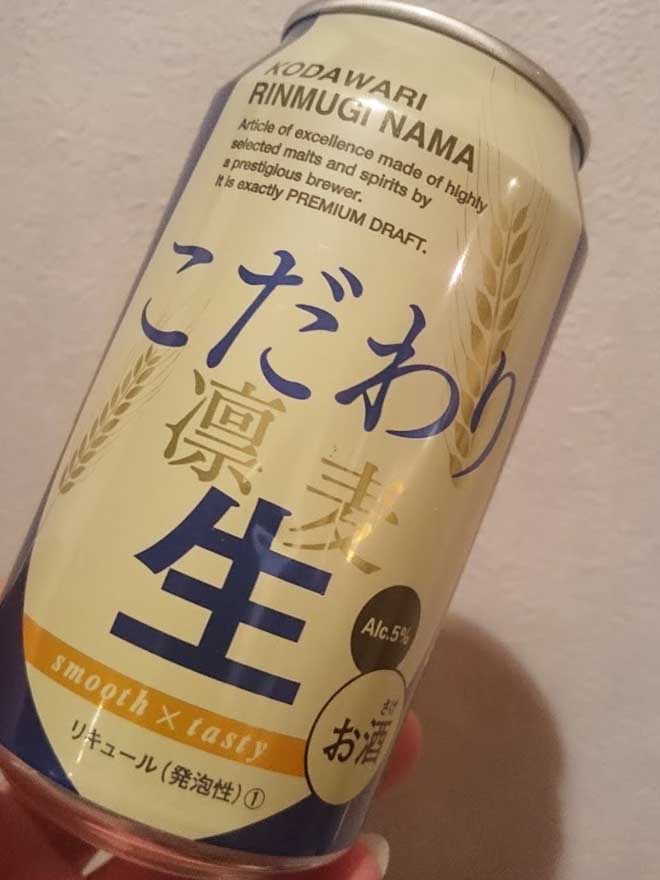 KODAWARI
RINMUGI NAMA
Article of excellence made of highly
selected malts and spirits by
a prestigious brewer.
It is exactly PREMIUM DRAFT.
こだわり
凛麦
生
Alc.5%
smooth × tasty
さけ
お酒
リキュール(発泡性)①